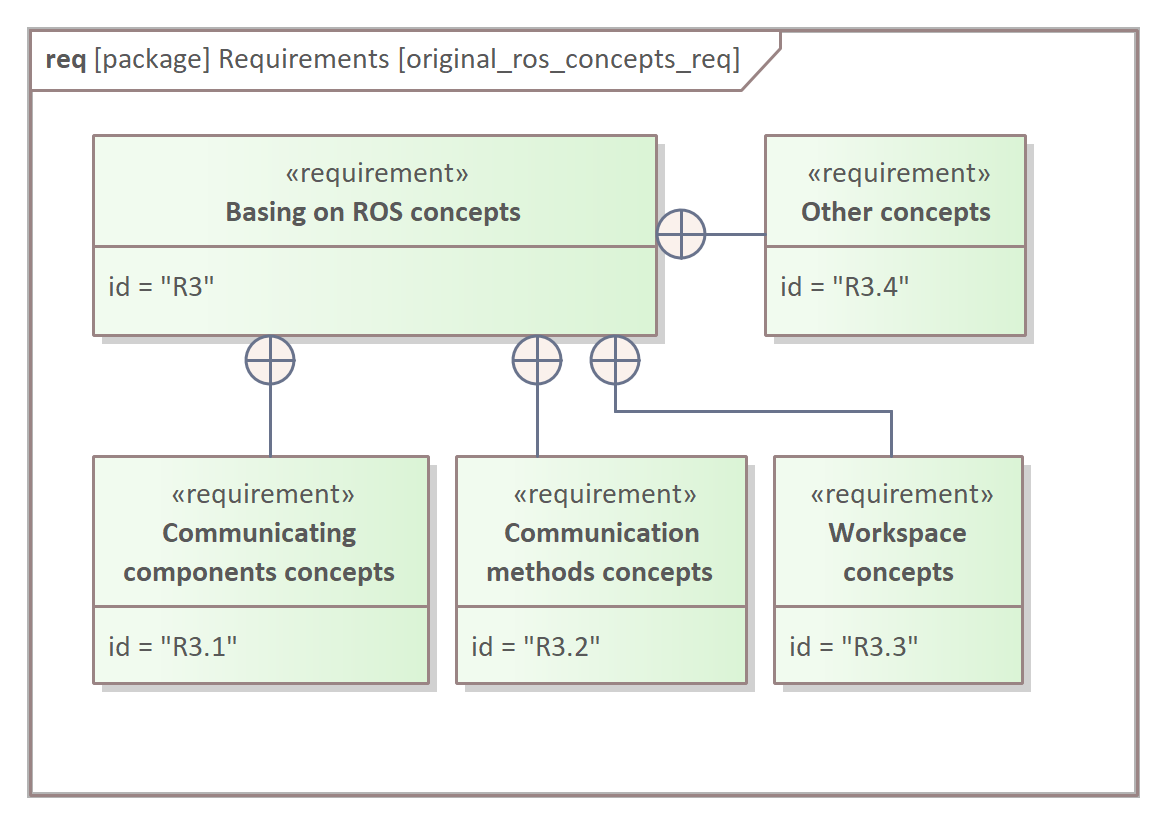 req [package] Requirements [original_ros_concepts_req]
«requirement»
Basing on ROS concepts
id = "R3"
«requirement»
Other concepts
id = "R3.4"
«requirement»
Communicating
components concepts
id = "R3.1"
«requirement»
Communication
methods concepts
id = "R3.2"
«requirement»
Workspace
concepts
id = "R3.3"